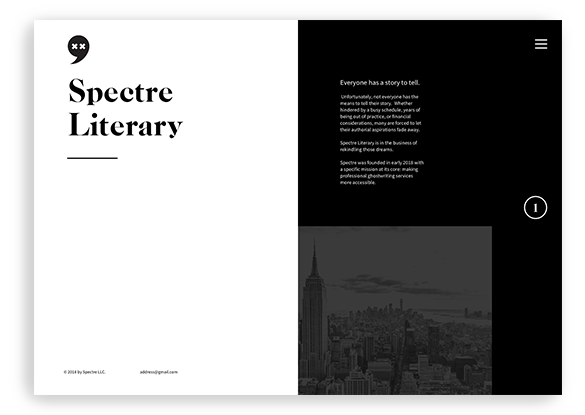 Spectre
Literary
Everyone has a story to tell.
Unfortunately, not everyone has the
means to tell their story. Whether
hindered by a busy schedule, years of
being out of practice, or financial
considerations, many are forced to let
their authorial aspirations fade away.
Spectre Literary is in the business of
rekindling those dreams.
Spectre was founded in early 2018 with
a specific mission at its core: making
professional ghostwriting services
more accessible.
1
© 2018 by Spectre LLC.
address@gmail.com